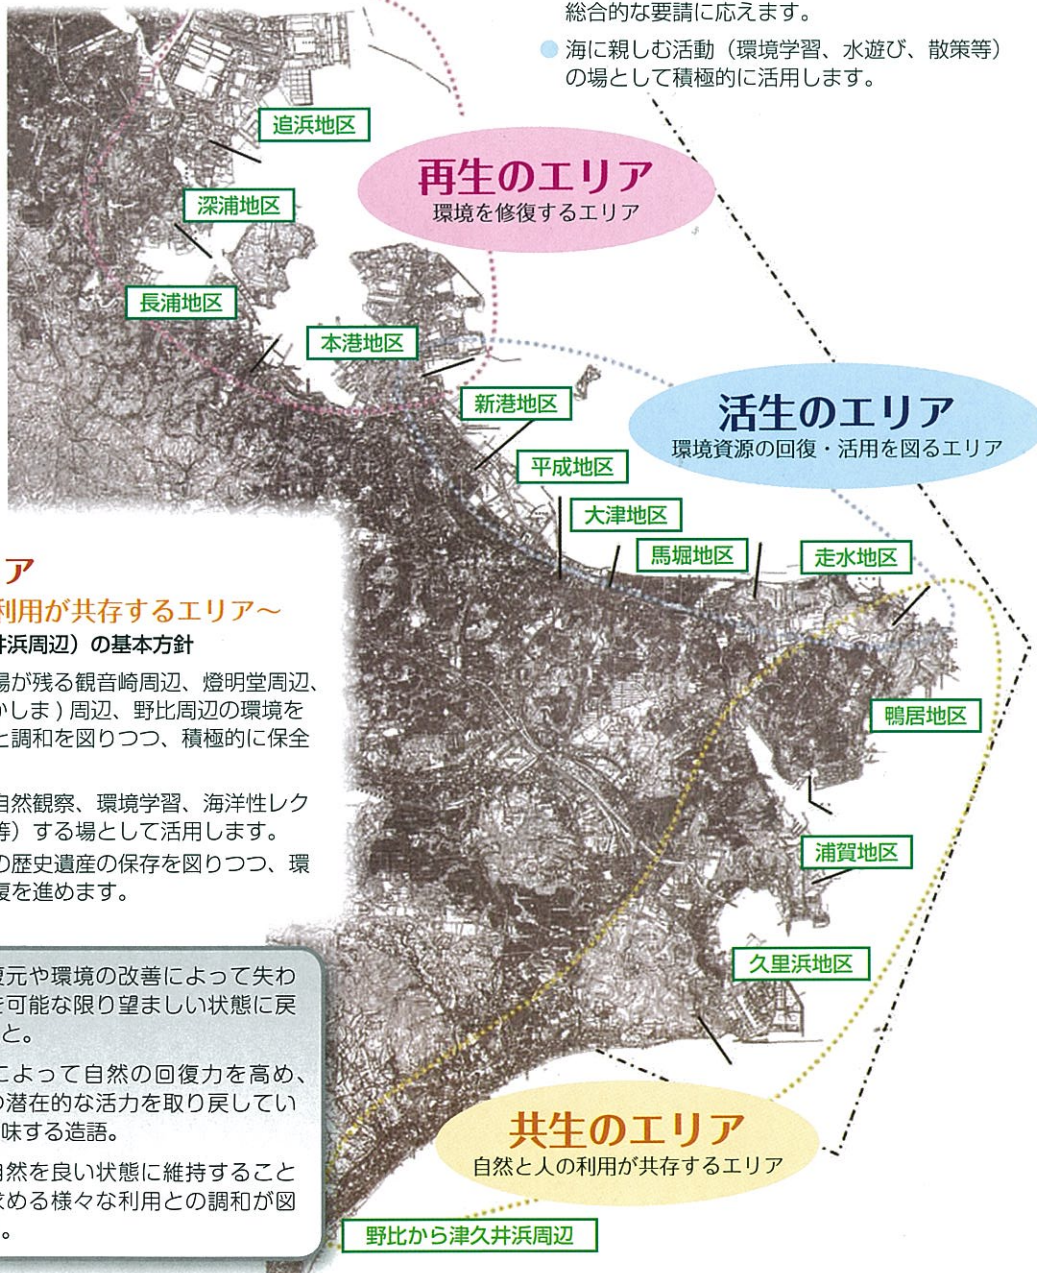 総合的な要請に応えます。
海に親しむ活動（環境学習、水遊び、散策等）
の場として積極的に活用します。
追浜地区
再生のエリア
環境を修復するエリア
深浦地区
長浦地区
本港地区
新港地区
活生のエリア
環境資源の回復・活用を図るエリア
平成地区
大津地区
馬堀地区
走水地区
ア
利用が共存するエリア～
浜周辺）の基本方針
場が残る観音崎周辺、燈明堂周辺、
かしま）周辺、野比周辺の環境を
と調和を図りつつ、積極的に保全
自然観察、環境学習、海洋性レク
等）する場として活用します。
の歴史遺産の保存を図りつつ、環
復を進めます。
鴨居地区
浦賀地区
久里浜地区
復元や環境の改善によって失わ
を可能な限り望ましい状態に戻
と。
によって自然の回復力を高め、
の潜在的な活力を取り戻してい
味する造語。
自然を良い状態に維持すること
求める様々な利用との調和が図
。
共生のエリア
自然と人の利用が共存するエリア
野比から津久井浜周辺